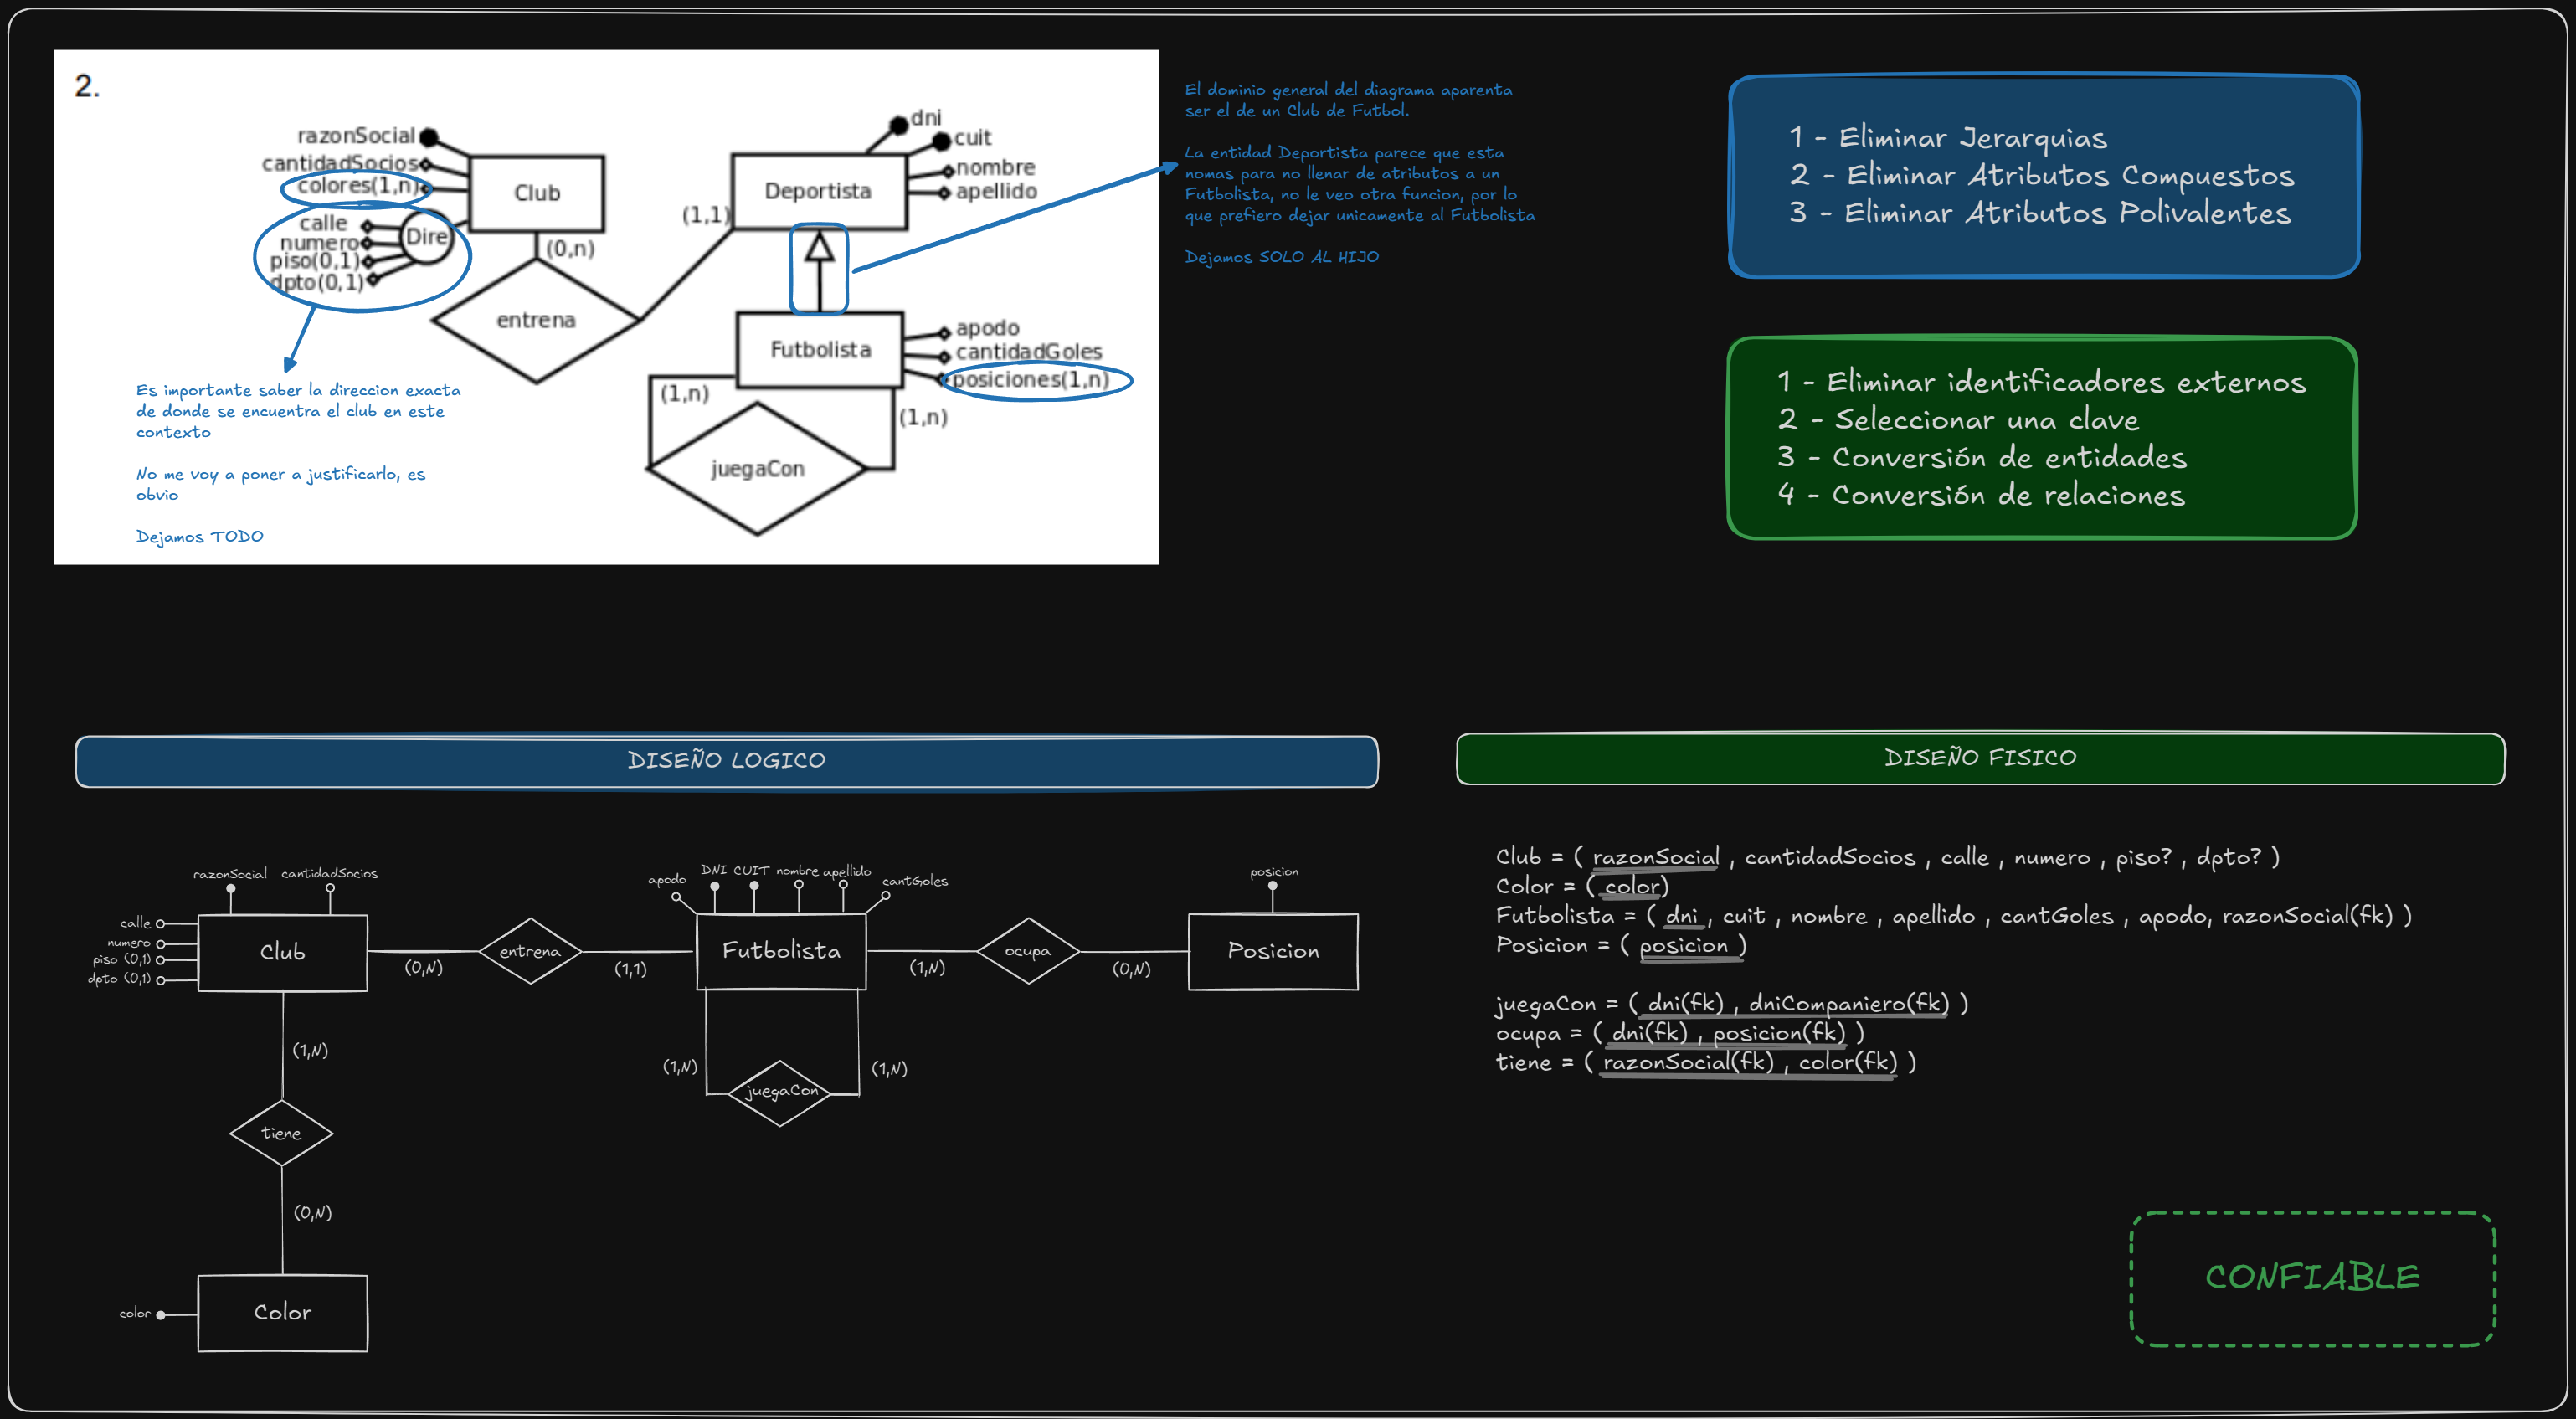 2.
razonSocial
cantidadSocios
colores(1,n)
calle
numero
piso(0,1)
dpto(0,1)
Dire
Club
(0,n)
entrena
(1,1)
Deportista
dni
cuit
nombre
apellido
Futbolista
apodo
cantidadGoles
posiciones(1,n)
(1,n)
(1,n)
juegaCon
Es importante saber la direccion exacta
de donde se encuentra el club en este
contexto
No me voy a poner a justificarlo, es
obvio
Dejamos TODO
El dominio general del diagrama aparenta
ser el de un Club de Futbol.
La entidad Deportista parece que esta
nomas para no llenar de atributos a un
Futbolista, no le veo otra funcion, por lo
que prefiero dejar unicamente al Futbolista
Dejamos SOLO AL HIJO
1 - Eliminar Jerarquias
2 - Eliminar Atributos Compuestos
3 - Eliminar Atributos Polivalentes
1 - Eliminar identificadores externos
2 - Seleccionar una clave
3 - Conversión de entidades
4 - Conversión de relaciones
DISEÑO LOGICO
razonSocial
cantidadSocios
calle
numero
piso (0,1)
dpto (0,1)
Club
(0,N)
entrena
(1,1)
apodo
DNI
CUIT
nombre
apellido
cantGoles
Futbolista
(1,N)
ocupa
(0,N)
posicion
Posicion
(1,N)
juegaCon
(1,N)
(1,N)
tiene
(0,N)
color
Color
DISEÑO FISICO
Club = ( razonSocial , cantidadSocios , calle , numero , piso? , dpto? )
Color = ( color)
Futbolista = ( dni , cuit , nombre , apellido , cantGoles , apodo, razonSocial(fk) )
Posicion = ( posicion )
juegaCon = ( dni(fk) , dniCompaniero(fk) )
ocupa = ( dni(fk) , posicion(fk) )
tiene = ( razonSocial(fk) , color(fk) )
CONFIABLE